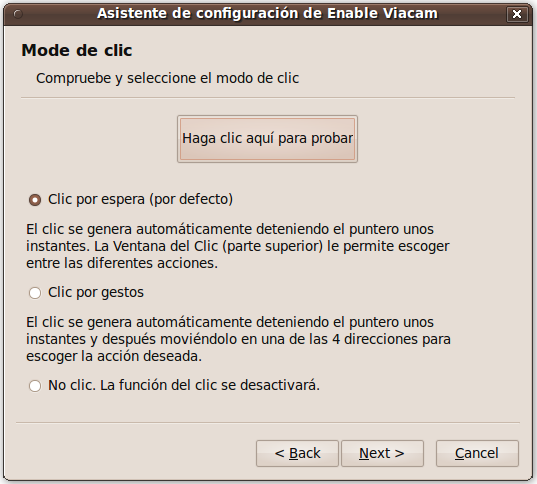 Asistente de configuración de Enable Viacam
Mode de clic
Compruebe y seleccione el modo de clic
Haga clic aquí para probar
Clic por espera (por defecto)
El clic se genera automáticamente deteniendo el puntero unos
instantes. La Ventana del Clic (parte superior) le permite escoger
entre las diferentes acciones.
Clic por gestos
El clic se genera automáticamente deteniendo el puntero unos
instantes y después moviéndolo en una de las 4 direcciones para
escoger la acción deseada.
No clic. La función del clic se desactivará.
< Back Next > Cancel